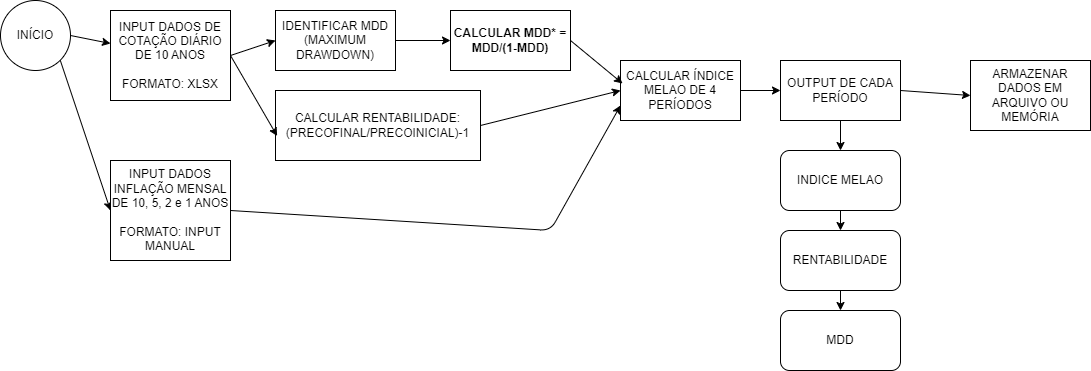 INÍCIO
INPUT DADOS DE
COTAÇÃO DIÁRIO
DE 10 ANOS
FORMATO: XLSX
IDENTIFICAR MDD
(MAXIMUM
DRAWDOWN)
CALCULAR MDD* =
MDD/(1-MDD)
CALCULAR RENTABILIDADE:
(PRECOFINAL/PRECOINICIAL)-1
INPUT DADOS
INFLAÇÃO MENSAL
DE 10, 5, 2 e 1 ANOS
FORMATO: INPUT
MANUAL
CALCULAR ÍNDICE
MELAO DE 4
PERÍODOS
OUTPUT DE CADA
PERÍODO
ARMAZENAR
DADOS EM
ARQUIVO OU
MEMÓRIA
INDICE MELAO
RENTABILIDADE
MDD